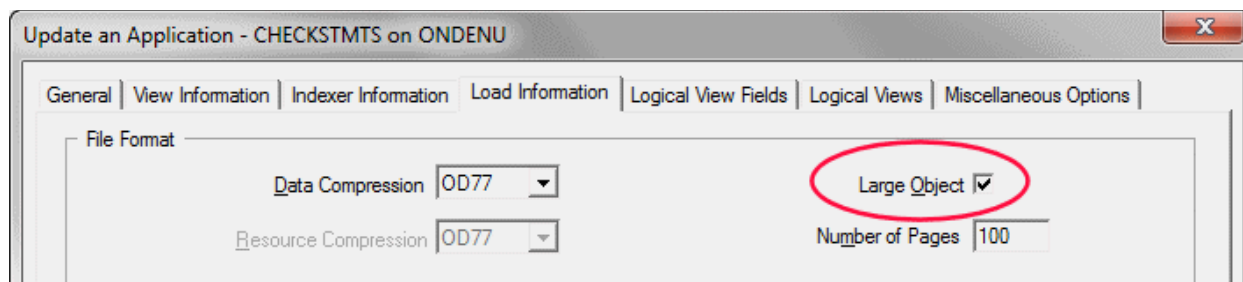 Update an Application - CHECKSTMTS on ONDENU
General View Information Indexer Information Load Information Logical View Fields Logical Views Miscellaneous Options
File Format
Data Compression OD77 Large Object
Resource Compression OD77 Number of Pages 100